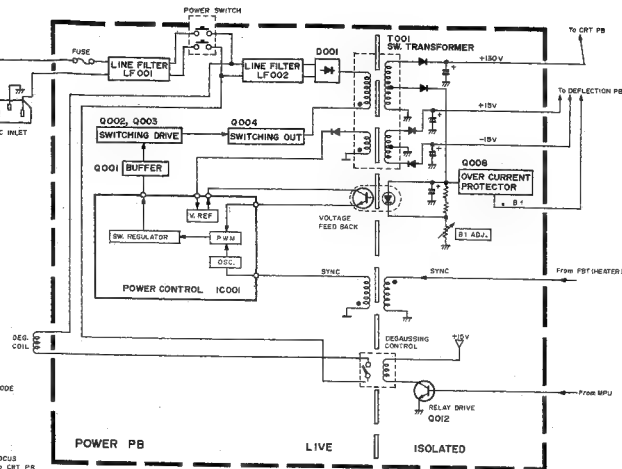 POWER SWITCH
To CRT PB
FUSE
LINE FILTER
LF001
LINE FILTER
LF002
D001
T001
SW. TRANSFORMER
+130V
To DEFLECTION PB
+15V
-15V
C INLET
Q002, Q003
SWITCHING DRIVE
Q004
SWITCHING OUT
Q001
BUFFER
Q008
OVER CURRENT
PROTECTOR
V. REF
VOLTAGE
FEED BACK
B1 ADJ.
SW. REGULATOR
P.W.M.
OSC.
POWER CONTROL IC001
SYNC
SYNC
From FBT(HEATER)
DEG.
COIL
DEGAUSSING
CONTROL
+15V
ODE
From MPU
RELAY DRIVE
Q012
POWER PB
LIVE
ISOLATED
OCUS
o CRT PB